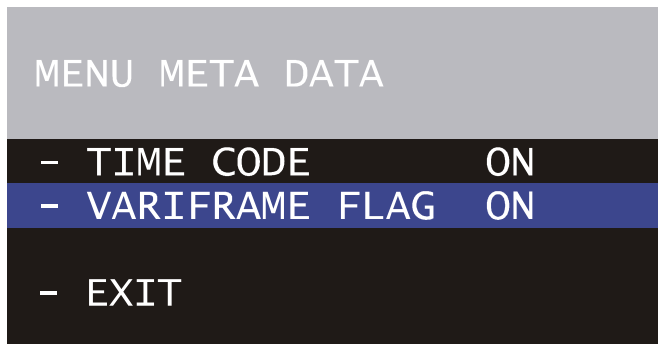 MENU META DATA
- TIME CODE ON
- VARIFRAME FLAG ON
- EXIT